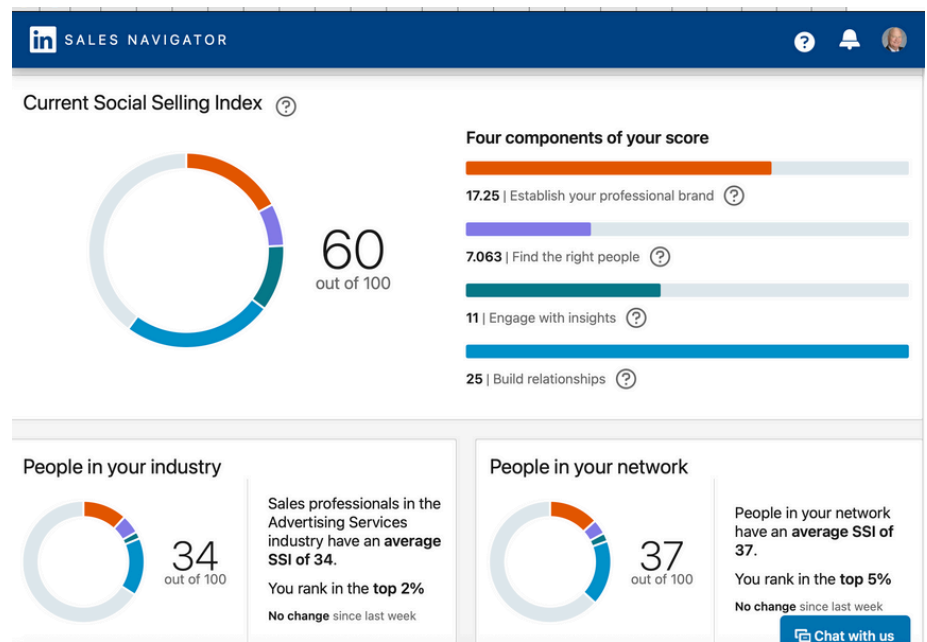 in SALES NAVIGATOR
?
Current Social Selling Index ?
60
out of 100
Four components of your score
17.25 | Establish your professional brand ?
7.063 | Find the right people ?
11 | Engage with insights ?
25 | Build relationships ?
People in your industry
34
out of 100
Sales professionals in the
Advertising Services
industry have an average
SSI of 34.
You rank in the top 2%
No change since last week
People in your network
37
out of 100
People in your network
have an average SSI of
37.
You rank in the top 5%
No change since last week
Chat with us